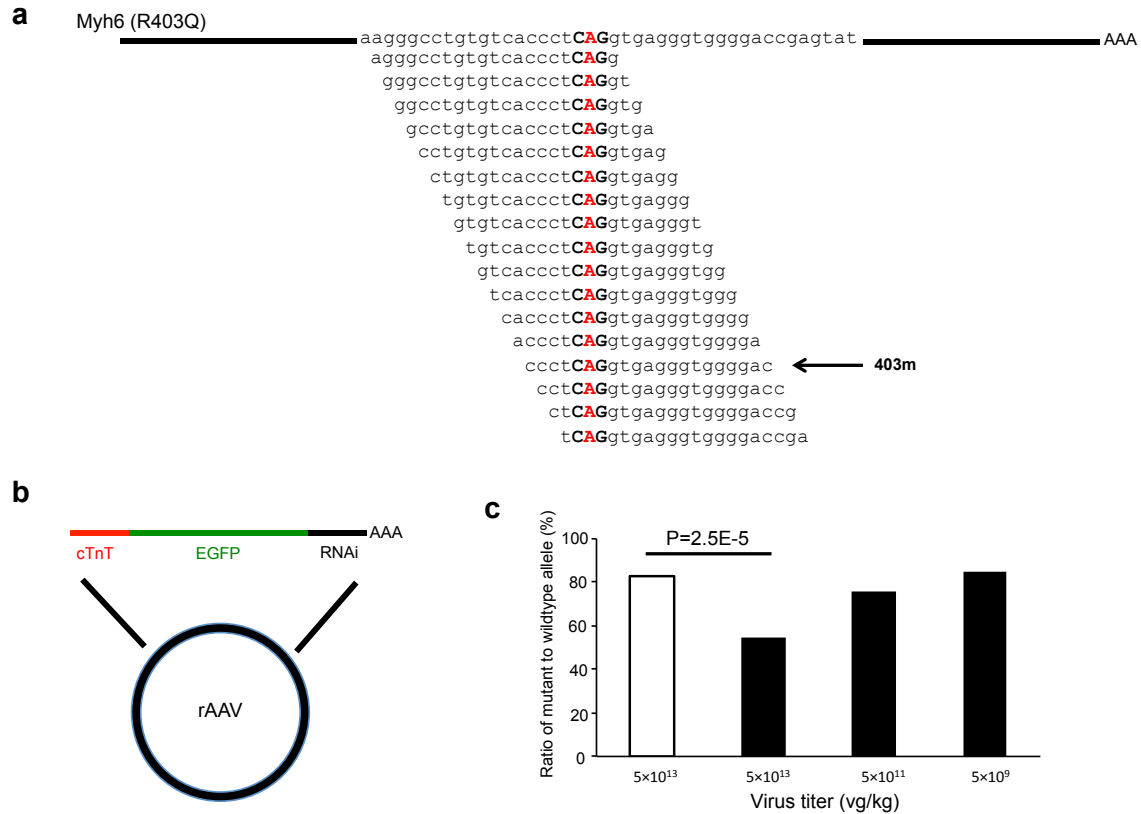 a
Myh6 (R403Q)
aagggcctgtgtcaccctCAGgtgagggtggggaccgagtat
AAA
agggcctgtgtcaccctCAGg
gggcctgtgtcaccctCAGgt
ggcctgtgtcaccctCAGgtg
gcctgtgtcaccctCAGgtga
cctgtgtcaccctCAGgtgag
ctgtgtcaccctCAGgtgagg
tgtgtcaccctCAGgtgaggg
gtgtcaccctCAGgtgagggt
tgtcaccctCAGgtgagggtg
gtcaccctCAGgtgagggtgg
tcaccctCAGgtgagggtggg
caccctCAGgtgagggtgggg
accctCAGgtgagggtgggga
ccctCAGgtgagggtggggac
403m
cctCAGgtgagggtggggacc
ctCAGgtgagggtggggaccg
tCAGgtgagggtggggaccga
b
AAA
cTnT EGFP RNAi
rAAV
c
Ratio of mutant to wildtype allele (%)
100
80
60
40
20
0
P=2.5E-5
5×10¹³ 5×10¹³ 5×10¹¹ 5×10⁹
Virus titer (vg/kg)